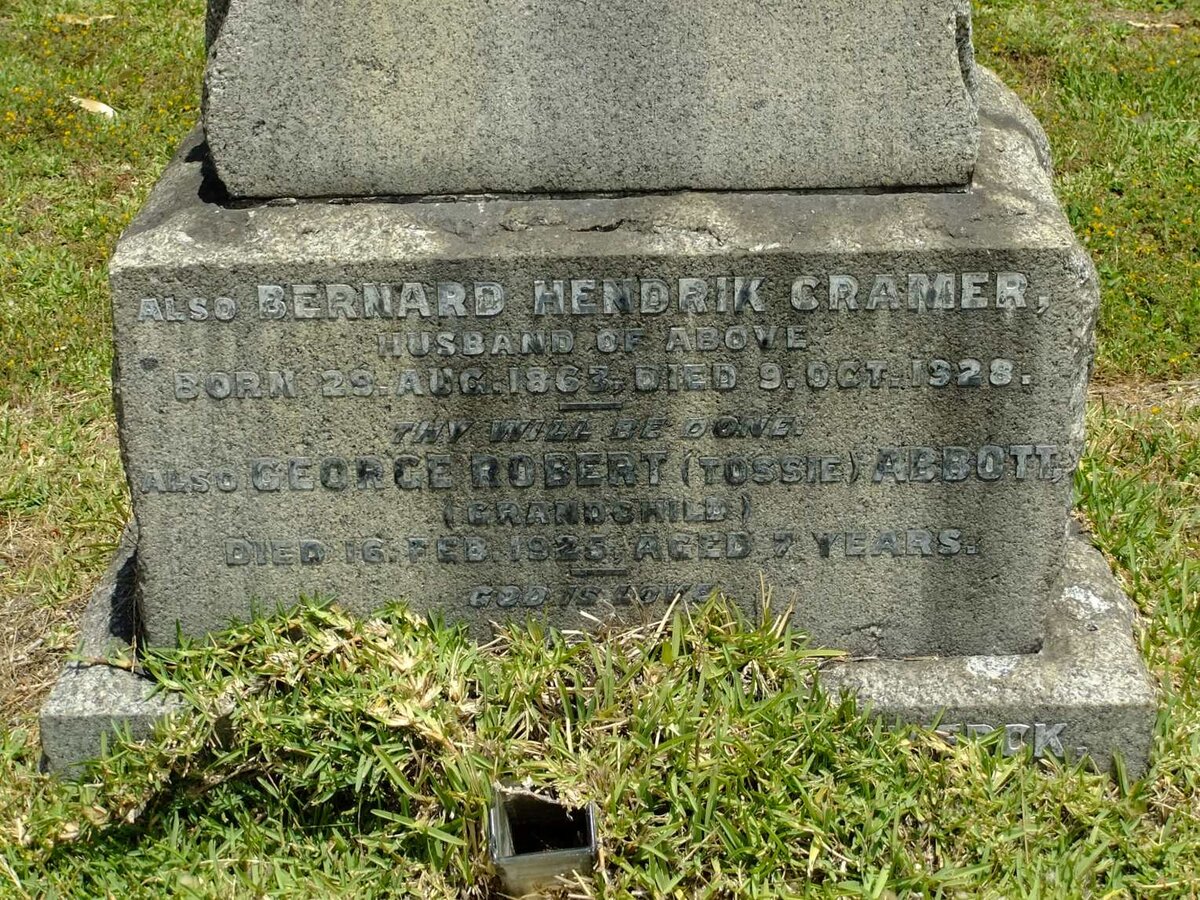 ALSO BERNARD HENDRIK CRAMER,
HUSBAND OF ABOVE
BORN 29. AUG. 1863, DIED 9. OCT. 1928.
THY WILL BE DONE.
ALSO GEORGE ROBERT (TOSSIE) ABBOTT,
(GRANDCHILD)
DIED 16. FEB. 1925, AGED 7 YEARS.
GOD IS LOVE